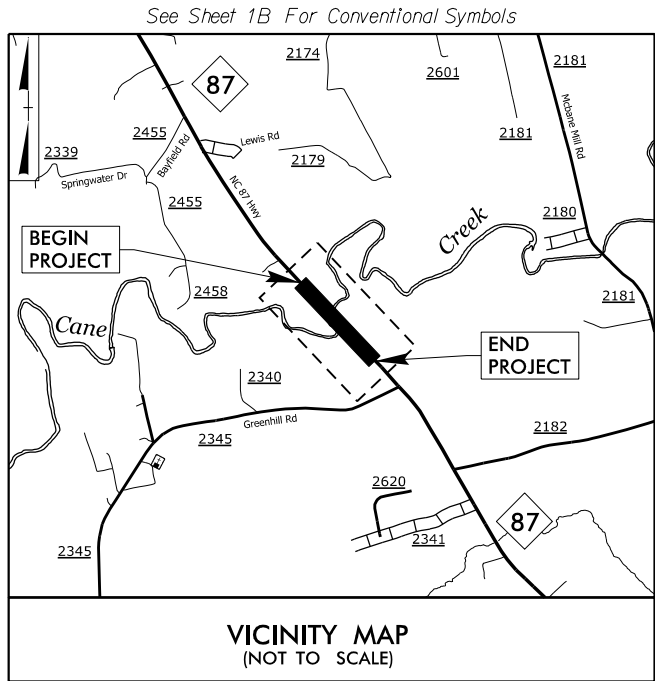 See Sheet 1B For Conventional Symbols
2174
2601
2181
87
2455
Lewis Rd
Mcbane Mill Rd
2339
Bayfield Rd
2179
2181
Springwater Dr
2455
NC 87 Hwy
2180
BEGIN
PROJECT
Creek
2458
2181
Cane
END
PROJECT
2340
Greenhill Rd
2345
2182
2620
87
2341
2345
VICINITY MAP
(NOT TO SCALE)